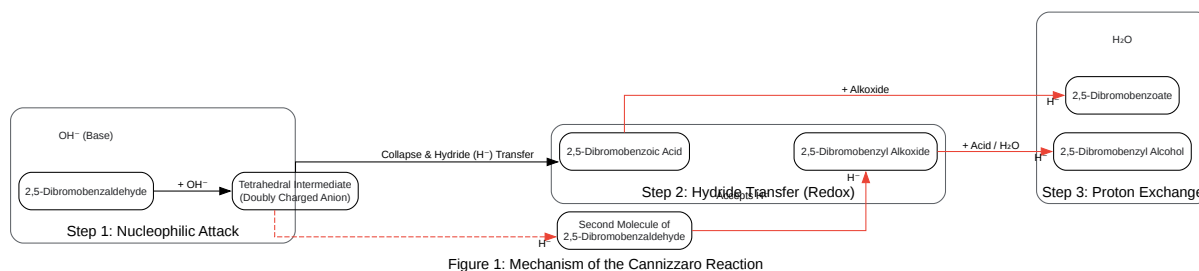 H₂O
+ Alkoxide
2,5-Dibromobenzoate
H⁻
OH⁻ (Base)
Collapse & Hydride (H⁻) Transfer
2,5-Dibromobenzoic Acid
2,5-Dibromobenzyl Alkoxide
+ Acid / H₂O
H⁻
2,5-Dibromobenzyl Alcohol
2,5-Dibromobenzaldehyde
+ OH⁻
Tetrahedral Intermediate
(Doubly Charged Anion)
H⁻
Step 2: Hydride Transfer (Redox)
Accepts H⁻
Step 3: Proton Exchange
Step 1: Nucleophilic Attack
H⁻
Second Molecule of
2,5-Dibromobenzaldehyde
Figure 1: Mechanism of the Cannizzaro Reaction